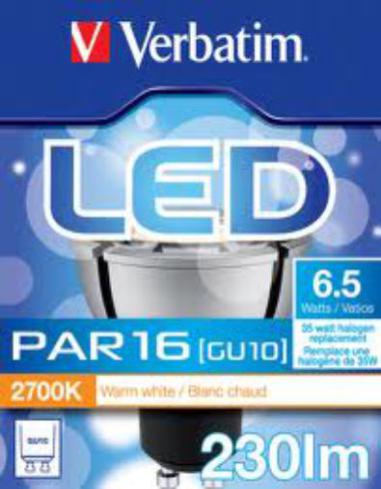 Verbatim.
LED
6.5
Watts / Vatios
35 watt halogen
replacement
Remplace une
halogène de 35W
PAR16 [GU10]
2700K
Warm white / Blanc chaud
GU10
230lm